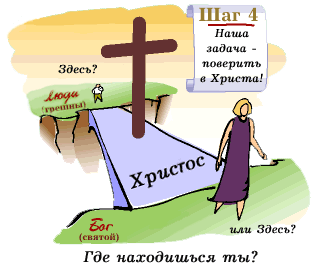 Шаг 4
Наша
задача -
поверить
в Христа!
Здесь?
Люди
(грешны)
Христос
Бог
(святой)
или Здесь?
Где находишься ты?